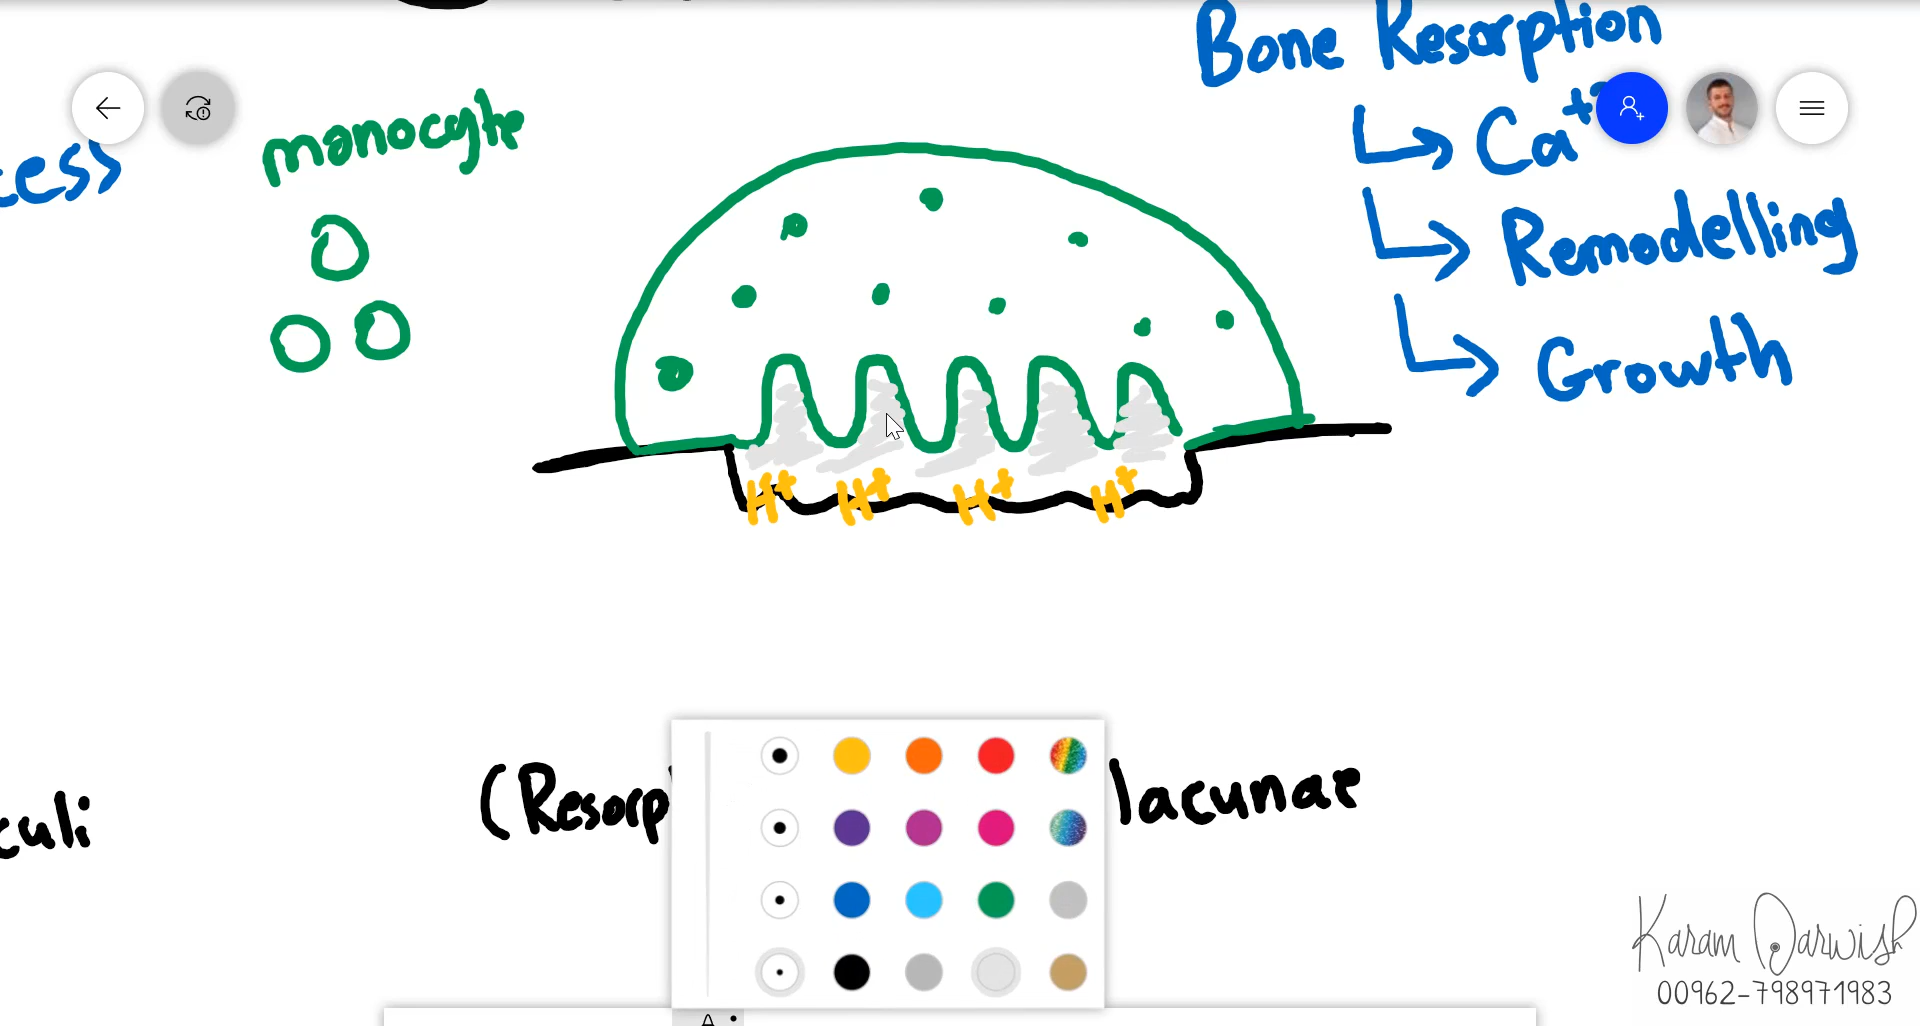 Bone Resorption
monocyte
Ca⁺
Remodelling
Growth
H⁺ H⁺ H⁺ H⁺
lacunae
Karam Darwish
00962-798971983